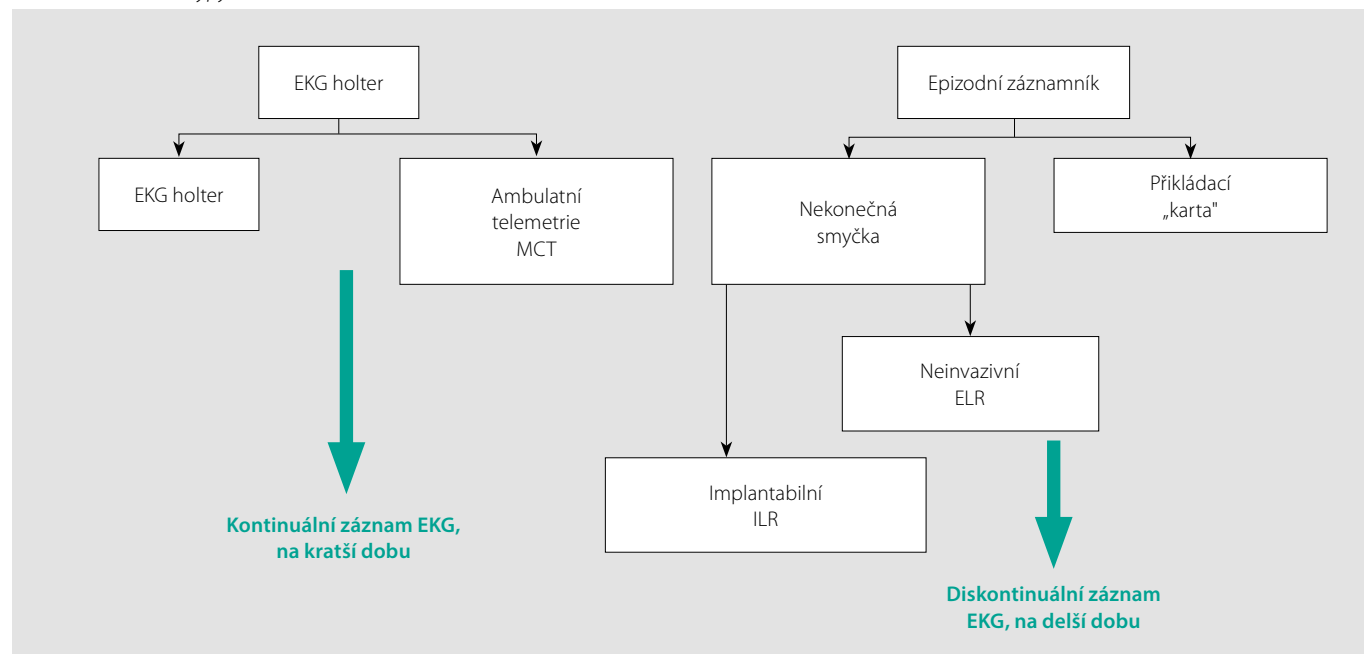 EKG holter
EKG holter
Ambulatní
telemetrie
MCT
Kontinuální záznam EKG,
na kratší dobu
Epizodní záznamník
Nekonečná
smyčka
Přikládací
„karta"
Neinvazivní
ELR
Implantabilní
ILR
Diskontinuální záznam
EKG, na delší dobu